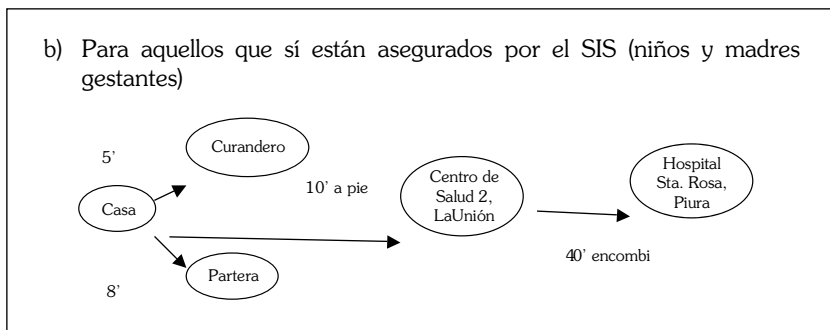 b) Para aquellos que sí están asegurados por el SIS (niños y madres
gestantes)
5'
Curandero
10' a pie
Centro de
Salud 2,
LaUnión
Hospital
Sta. Rosa,
Piura
Casa
40' encombi
Partera
8'